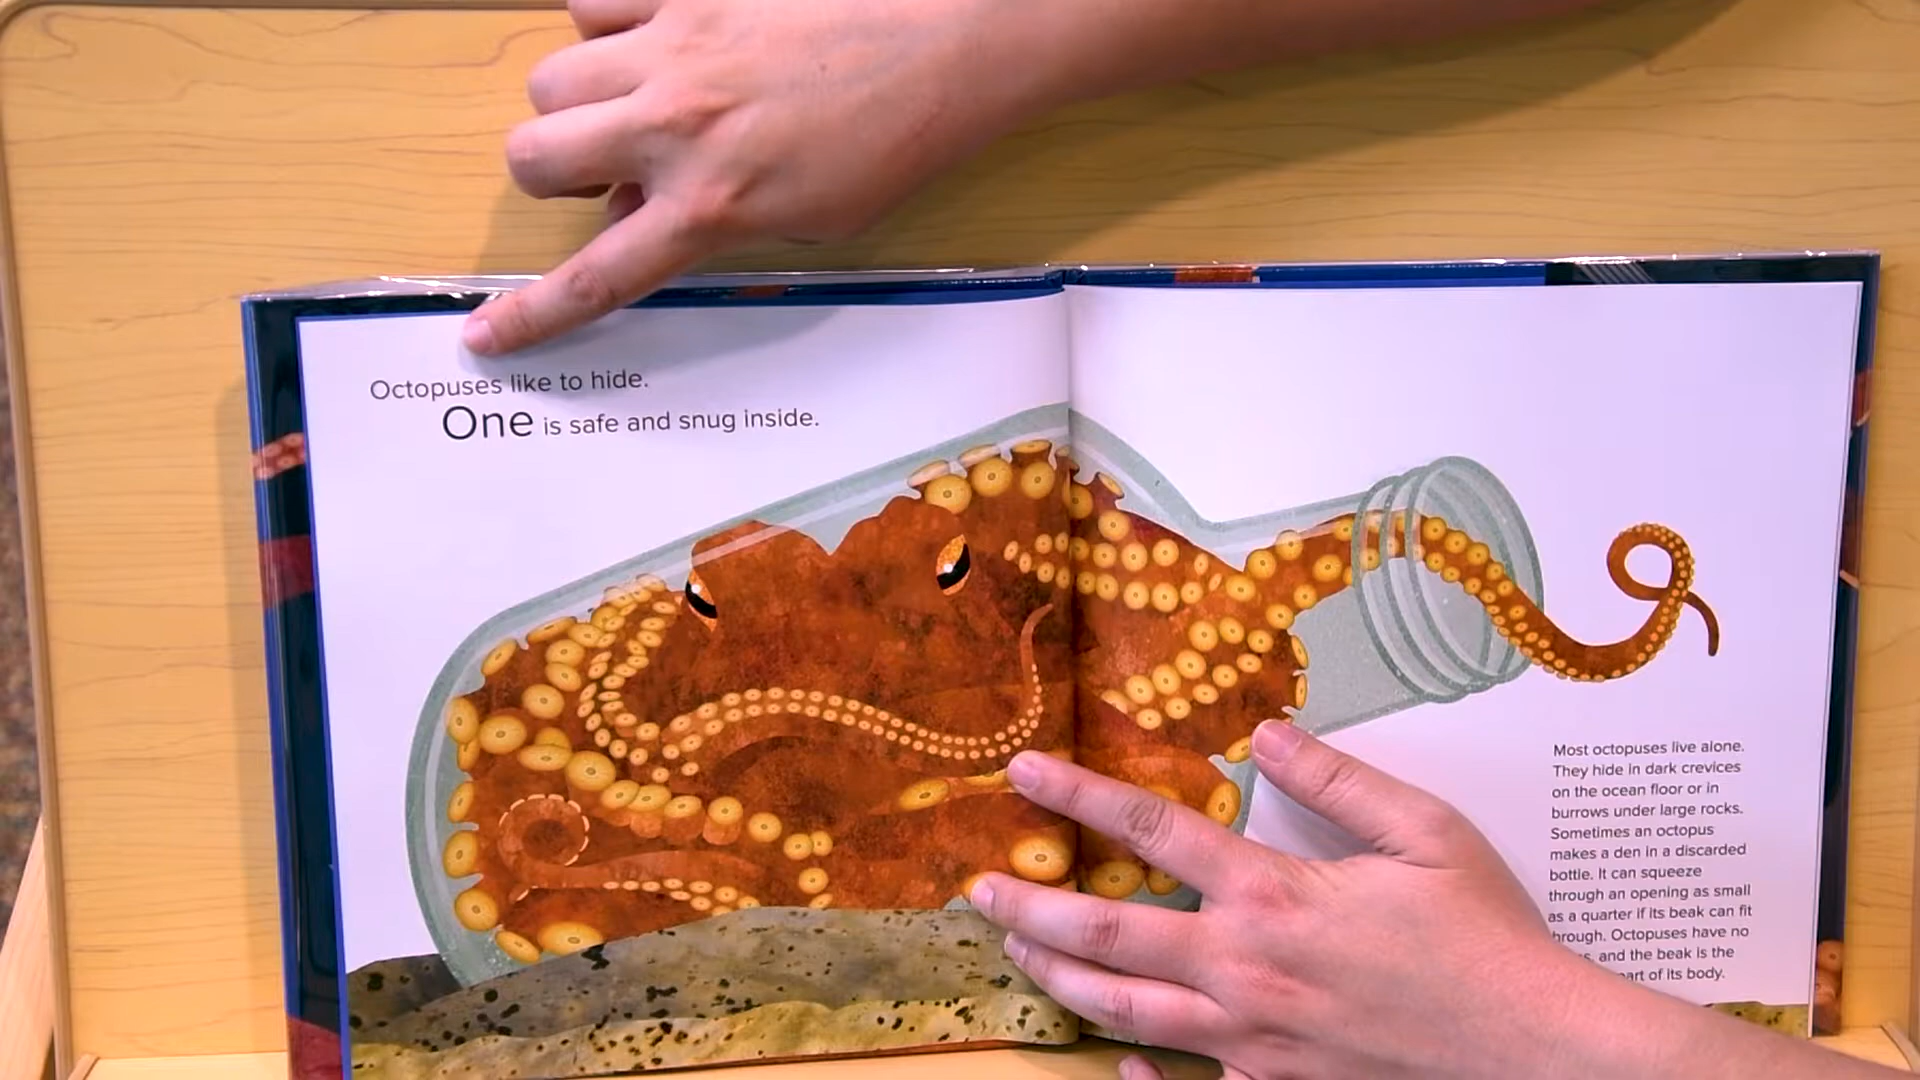 Octopuses like to hide.
One is safe and snug inside.
Most octopuses live alone.
They hide in dark crevices
on the ocean floor or in
burrows under large rocks.
Sometimes an octopus
makes a den in a discarded
bottle. It can squeeze
through an opening as small
as a quarter if its beak can fit
through. Octopuses have no
and the beak is the
part of its body.